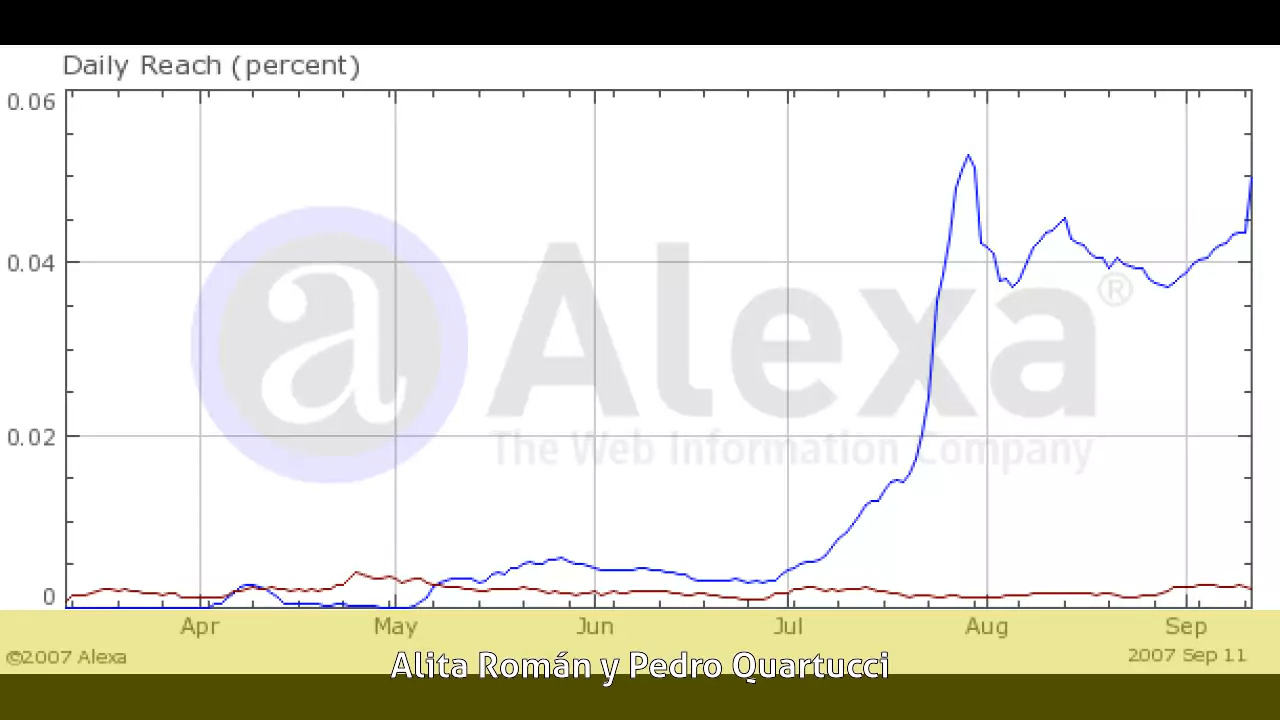 Daily Reach (percent)
0.06
0.04
0.02
0
Alexa®
The Web Information Company
Apr May Jun Jul Aug Sep
©2007 Alexa
2007 Sep 11
Alita Román y Pedro Quartucci